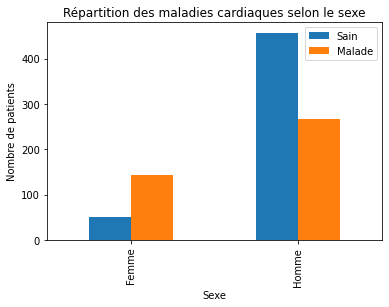 Répartition des maladies cardiaques selon le sexe
Sain
Malade
Nombre de patients
400
300
200
100
0
Femme
Homme
Sexe